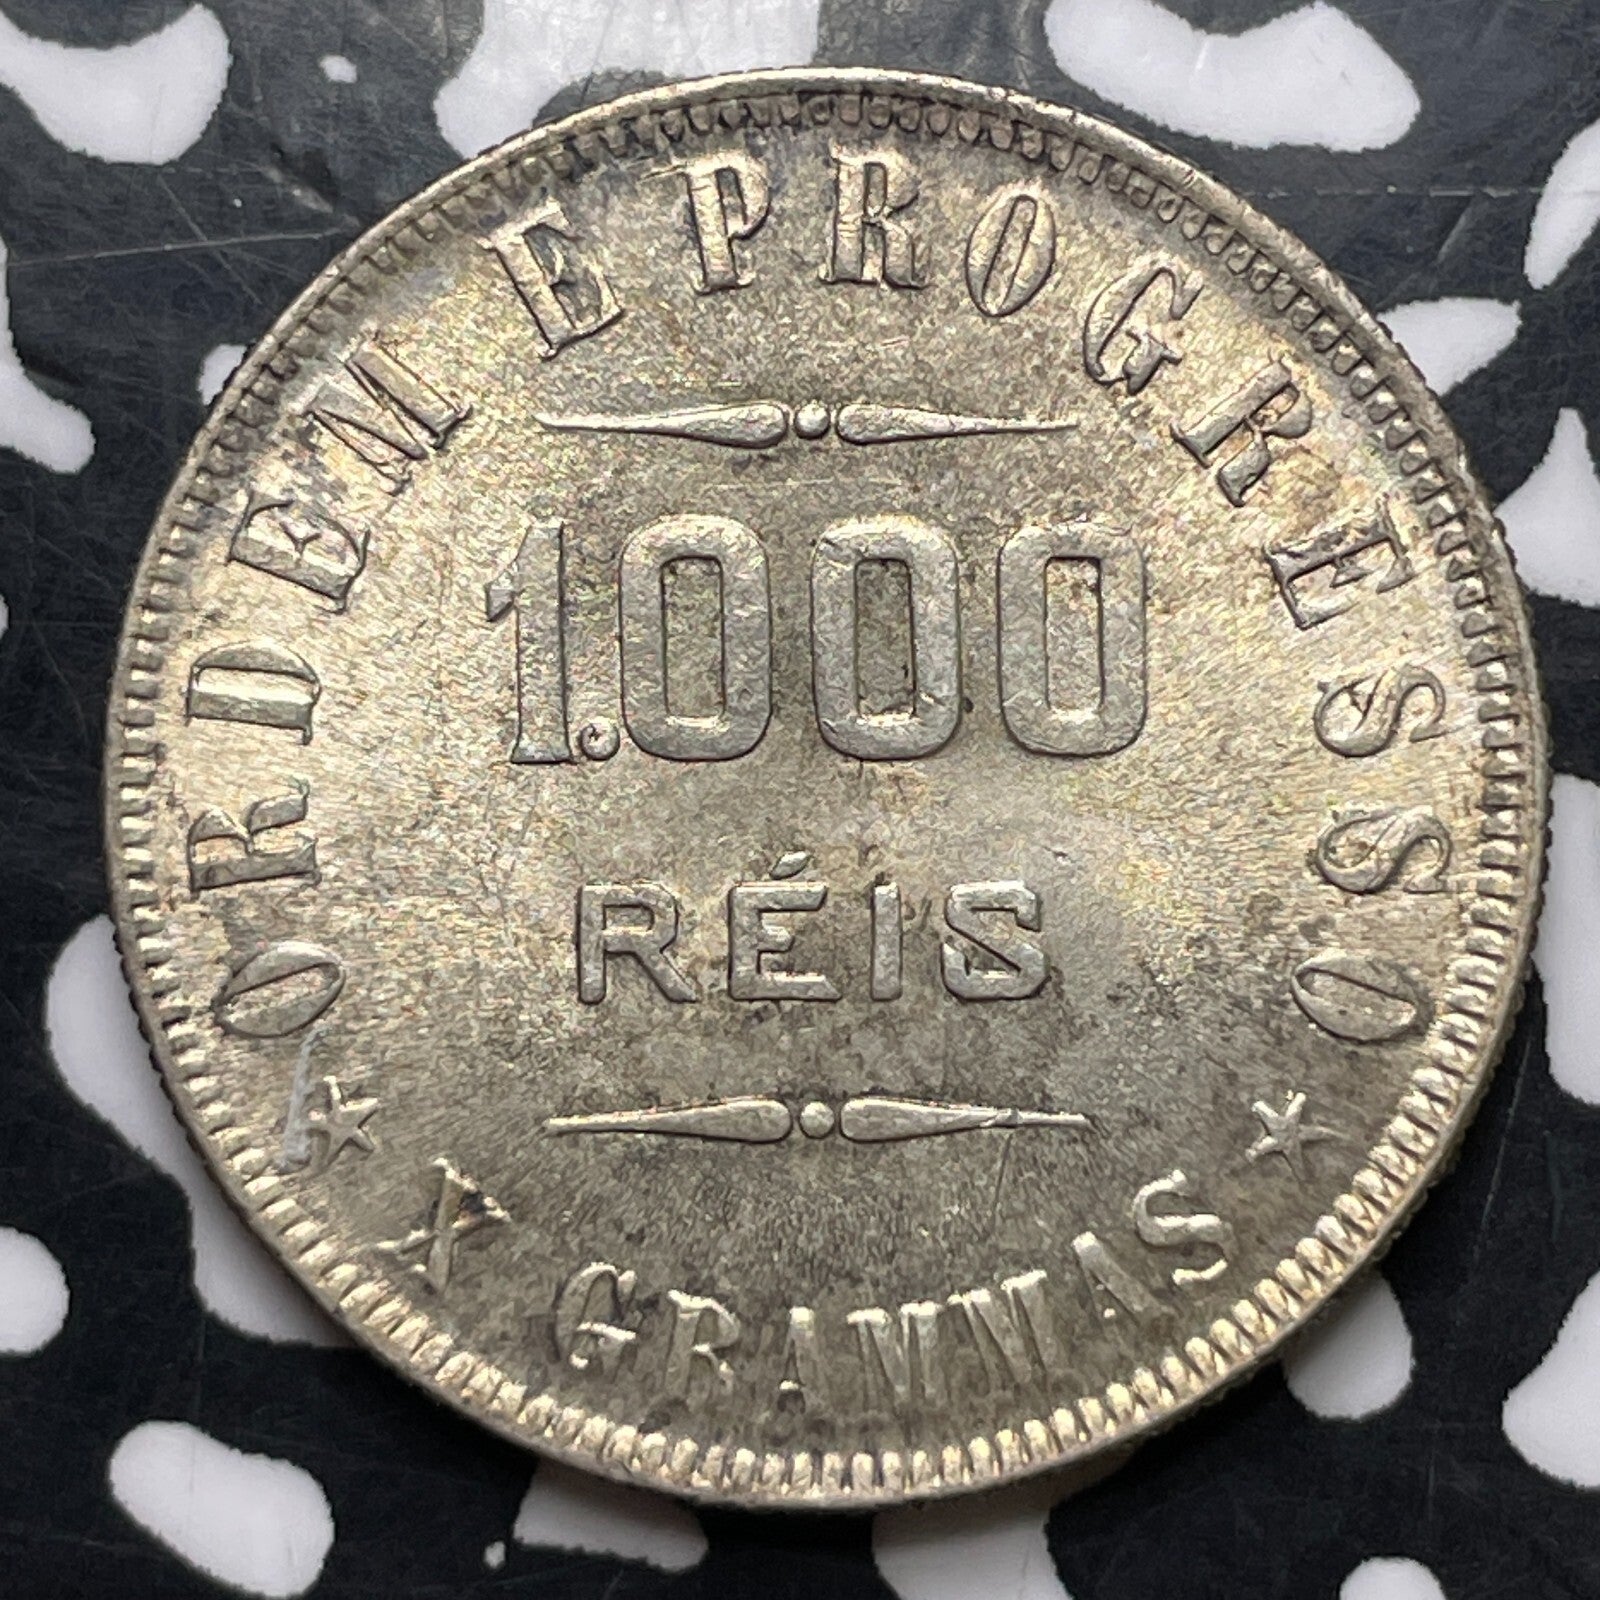 ORDEM E PROGRESSO
1.000
RÉIS
X GRAMMAS